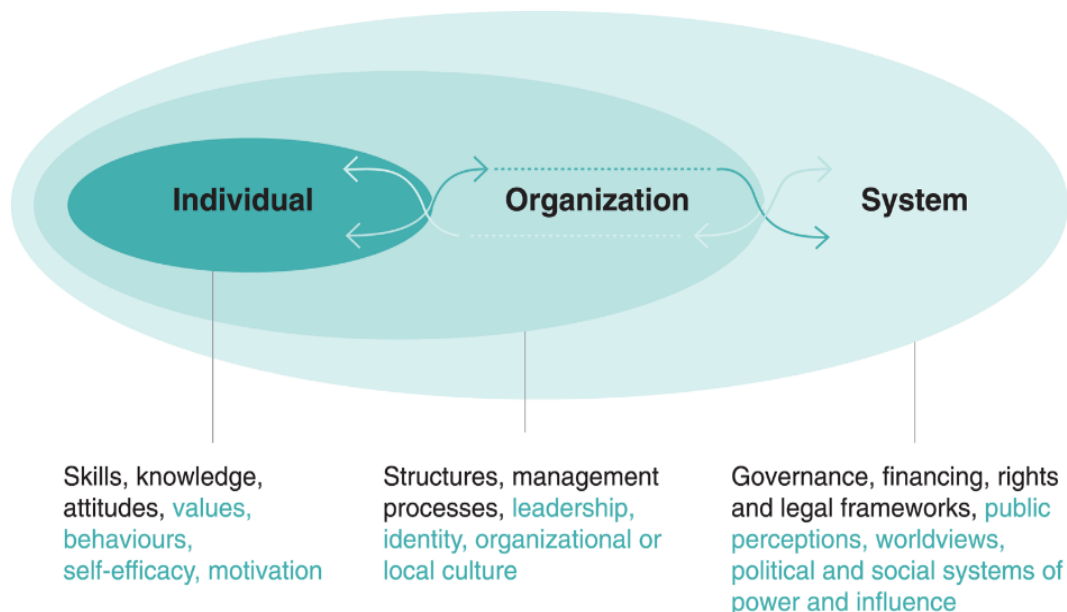 Individual
Organization
System
Skills, knowledge,
attitudes, values,
behaviours,
self-efficacy, motivation
Structures, management
processes, leadership,
identity, organizational or
local culture
Governance, financing, rights
and legal frameworks, public
perceptions, worldviews,
political and social systems of
power and influence